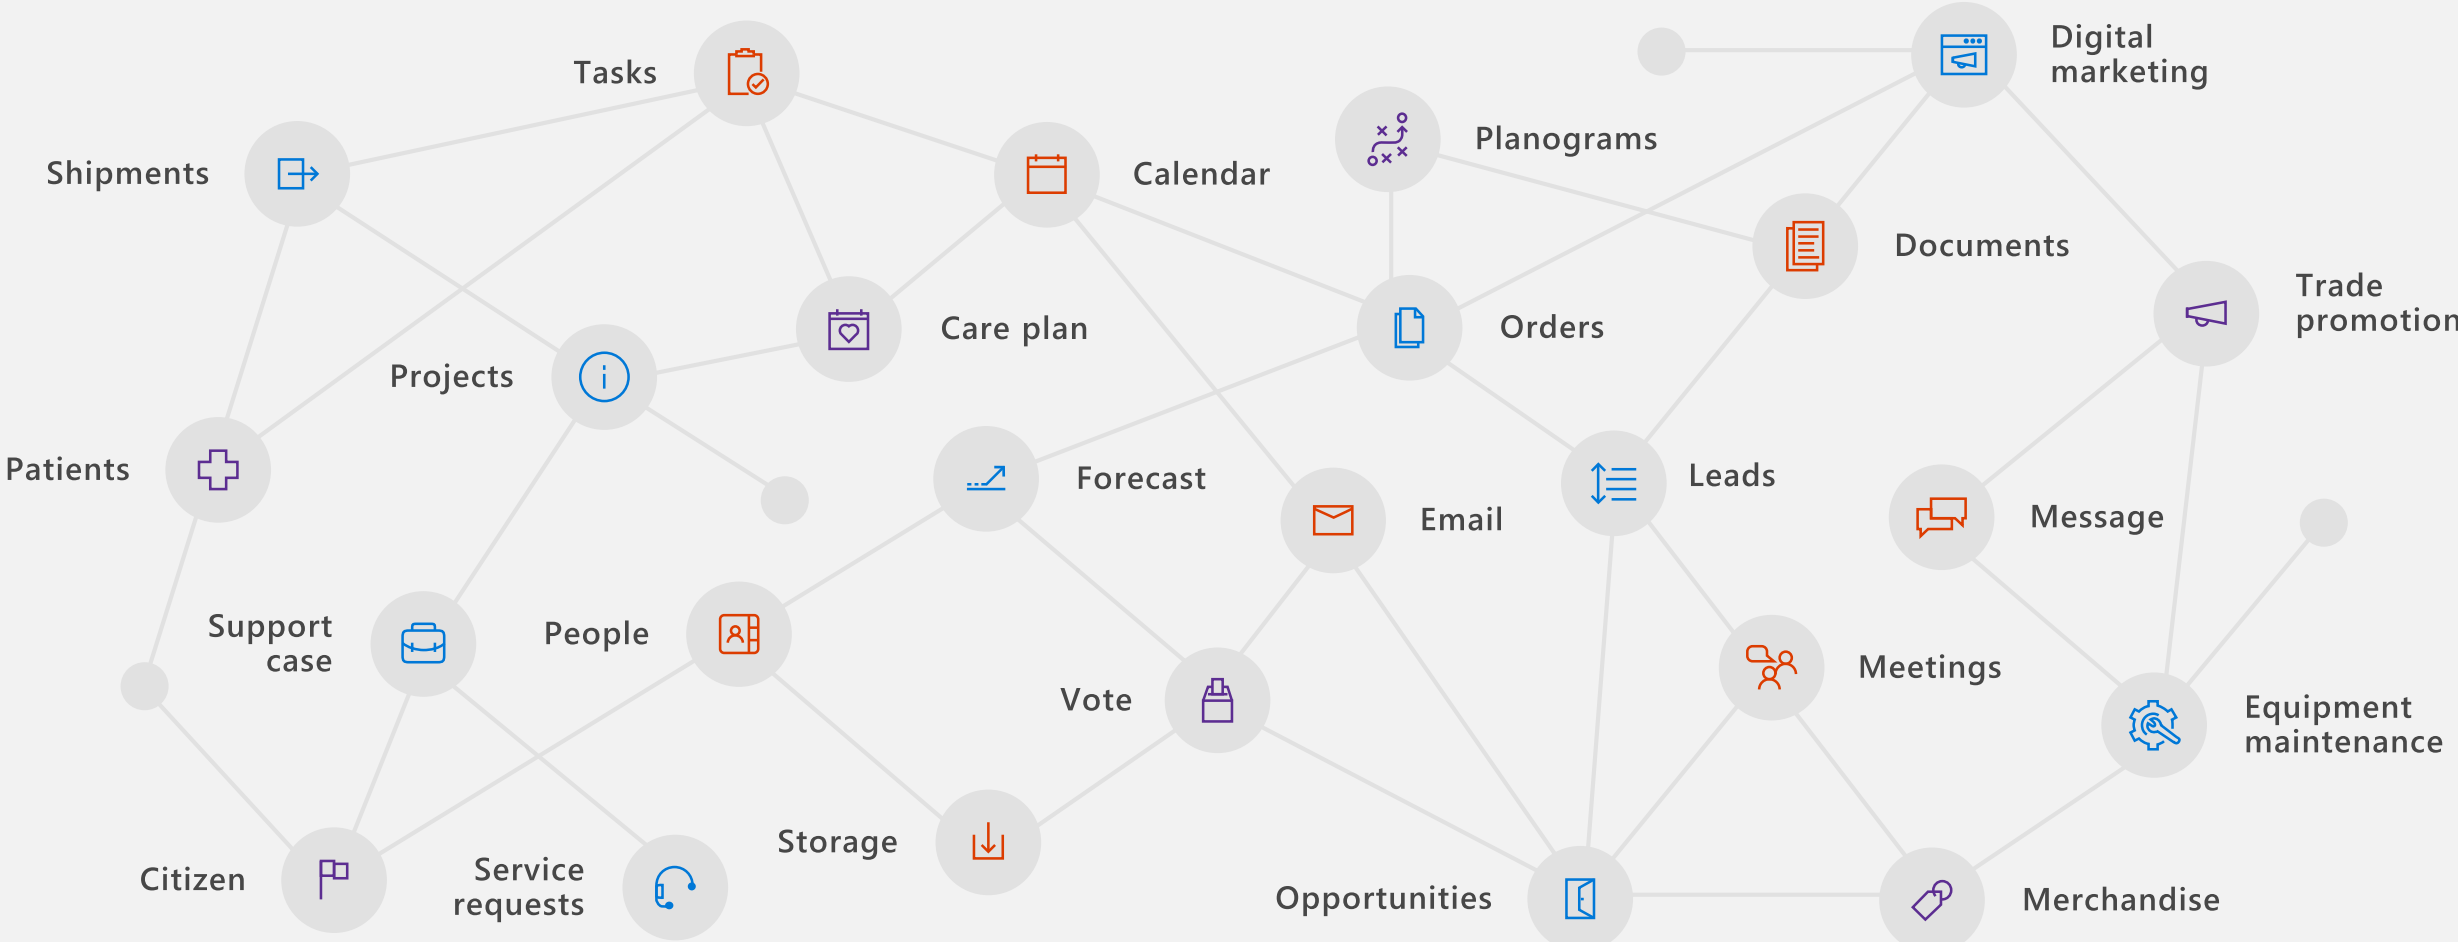 Digital
marketing
Tasks
Planograms
Shipments
Calendar
Documents
Trade
promotion
Care plan
Orders
Projects
Patients
Forecast
Leads
Email
Message
Support
case
People
Meetings
Vote
Equipment
maintenance
Storage
Citizen
Service
requests
Opportunities
Merchandise